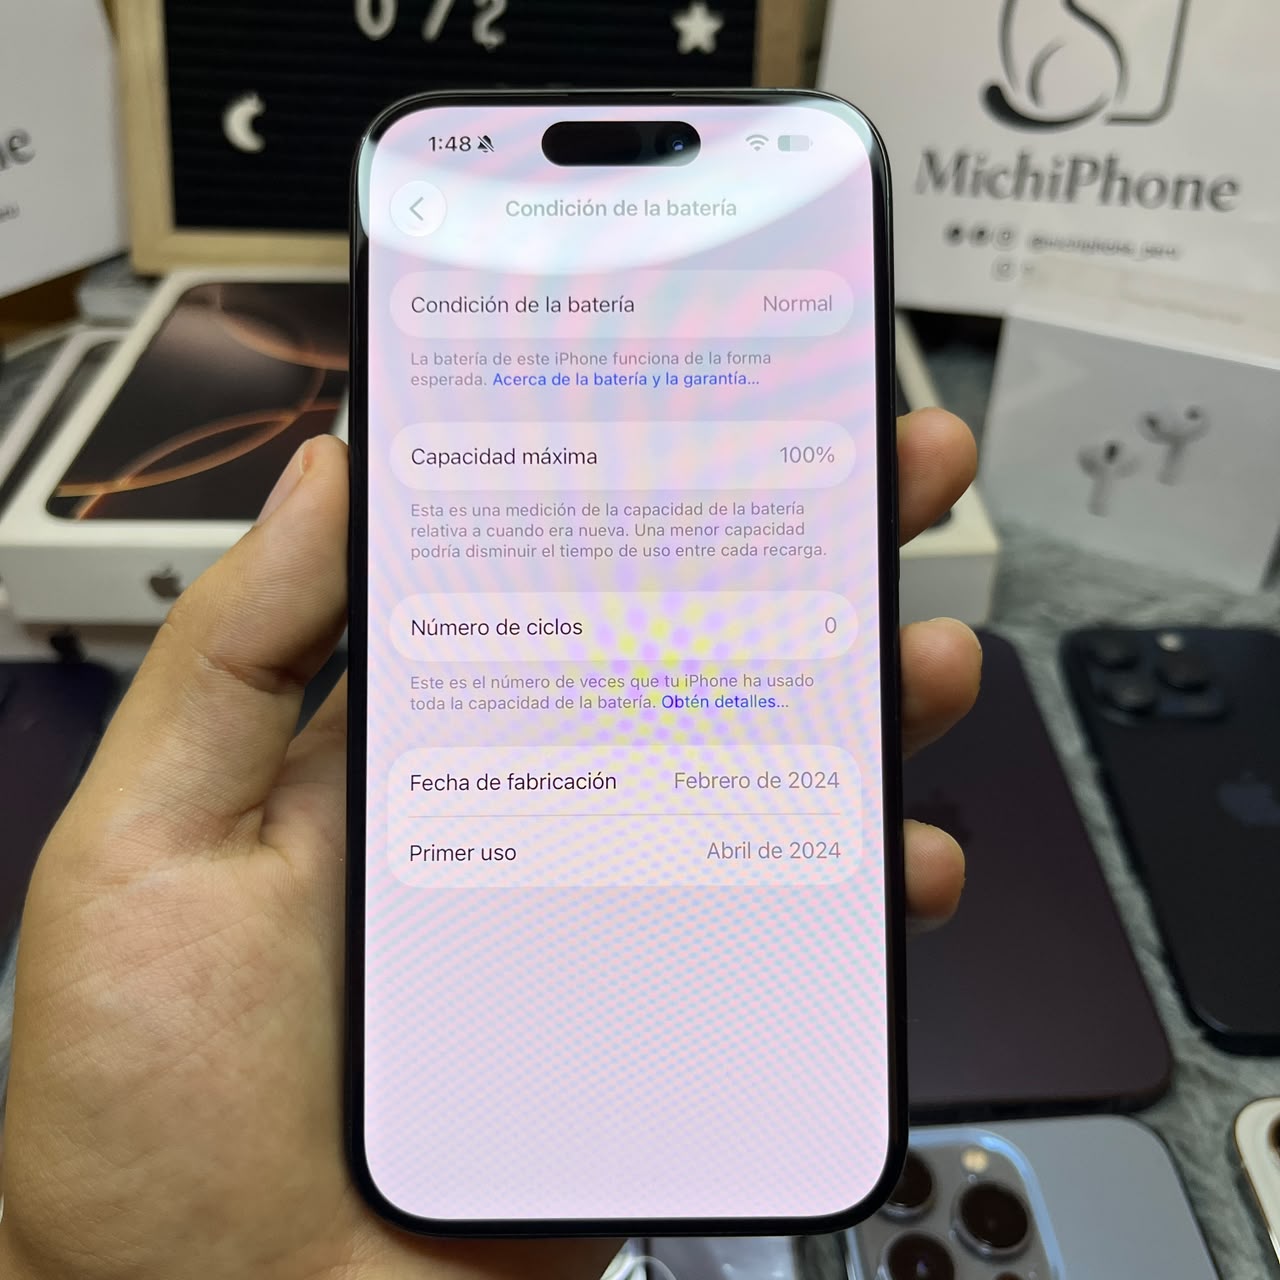 MichiPhone
1:48
Condición de la batería
Condición de la batería Normal
La batería de este iPhone funciona de la forma
esperada. Acerca de la batería y la garantía...
Capacidad máxima 100%
Esta es una medición de la capacidad de la batería
relativa a cuando era nueva. Una menor capacidad
podría disminuir el tiempo de uso entre cada recarga.
Número de ciclos 0
Este es el número de veces que tu iPhone ha usado
toda la capacidad de la batería. Obtén detalles...
Fecha de fabricación Febrero de 2024
Primer uso Abril de 2024